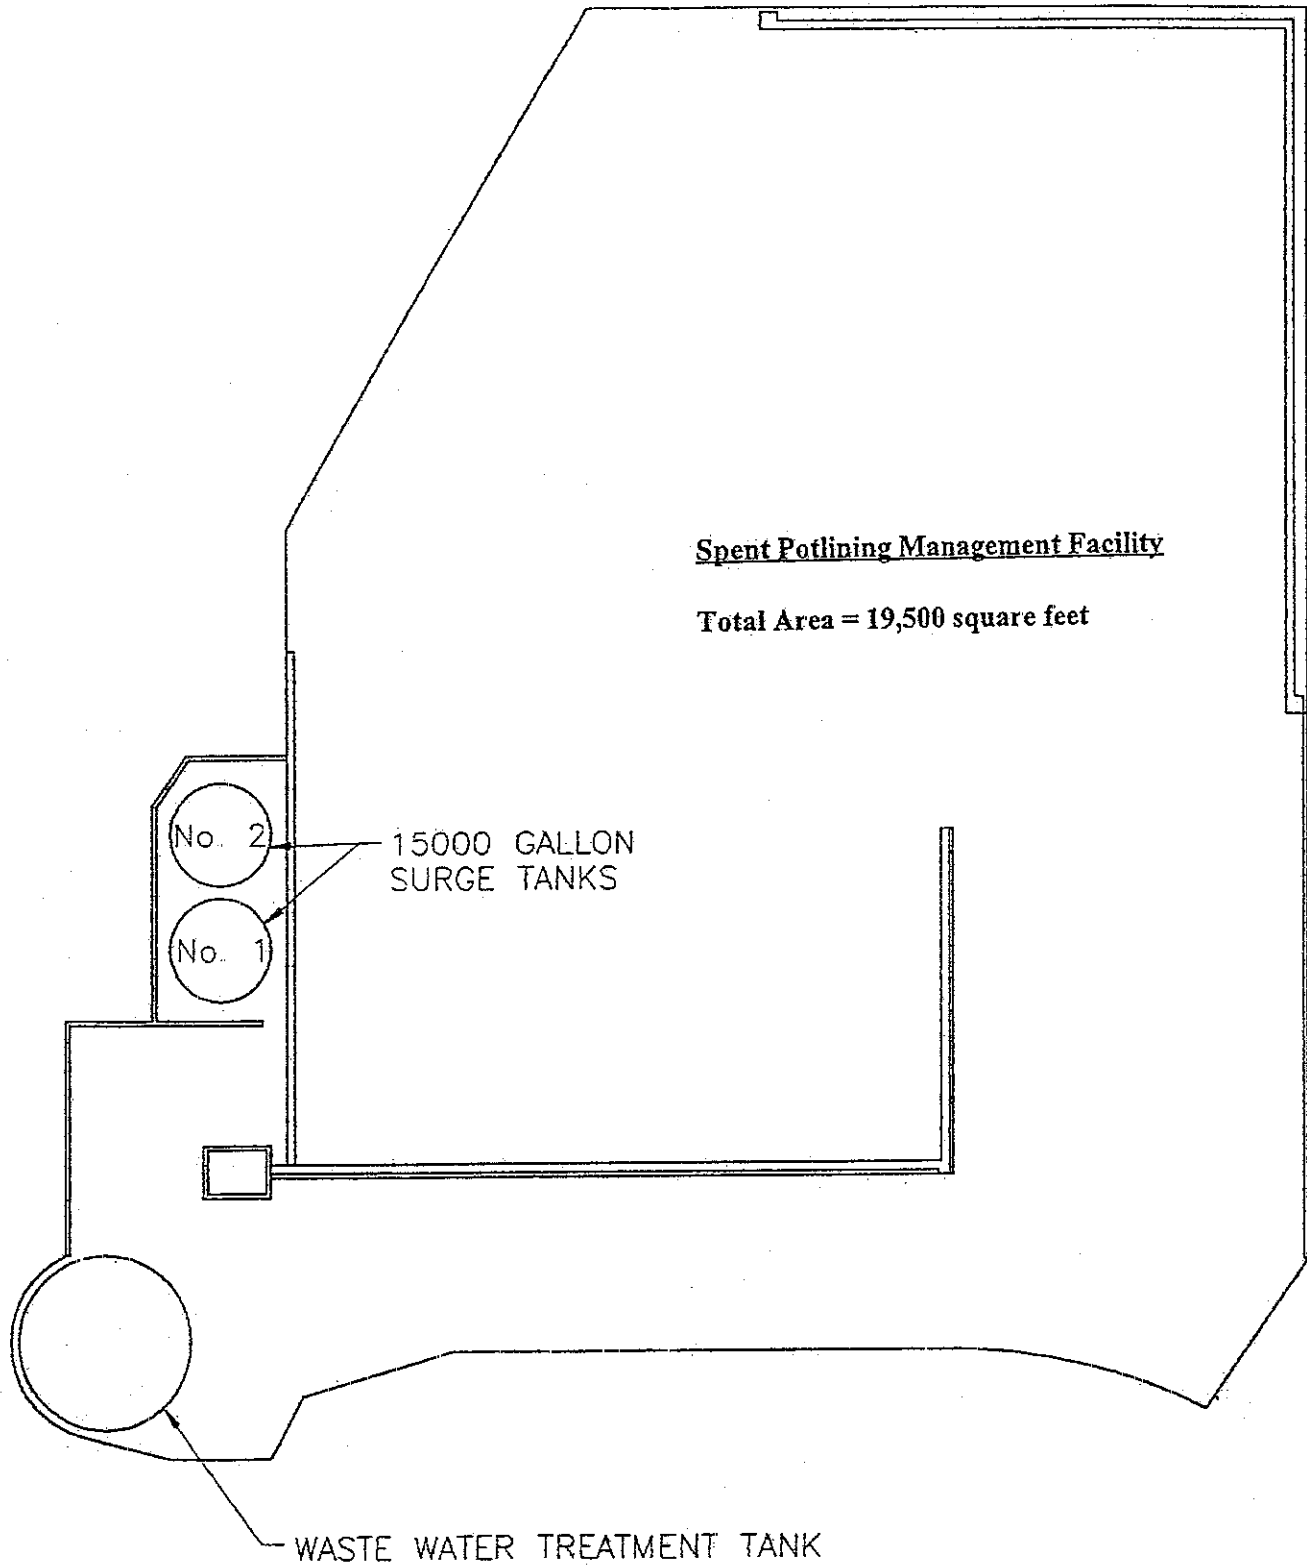 Spent Potlining Management Facility
Total Area = 19,500 square feet
No. 2
15000 GALLON
SURGE TANKS
No. 1
WASTE WATER TREATMENT TANK